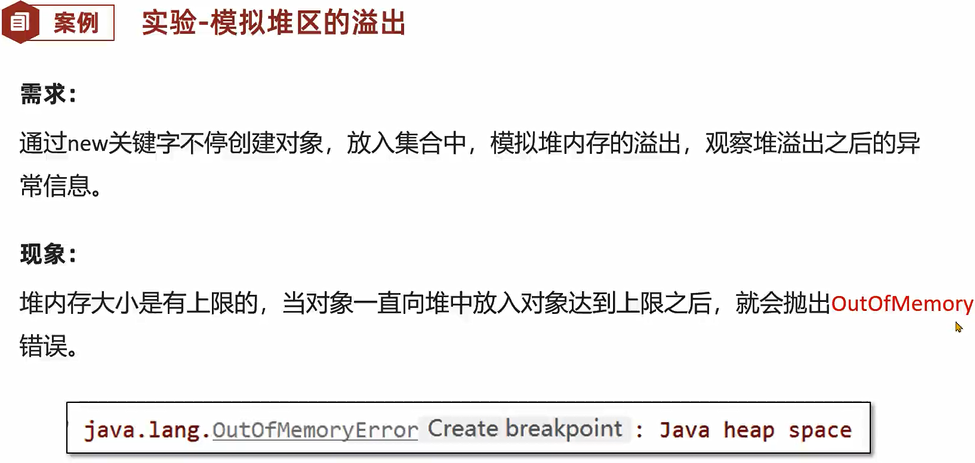 案例 实验-模拟堆区的溢出
需求：
通过new关键字不停创建对象，放入集合中，模拟堆内存的溢出，观察堆溢出之后的异
常信息。
现象：
堆内存大小是有上限的，当对象一直向堆中放入对象达到上限之后，就会抛出OutOfMemory
错误。
java.lang.OutOfMemoryError Create breakpoint : Java heap space